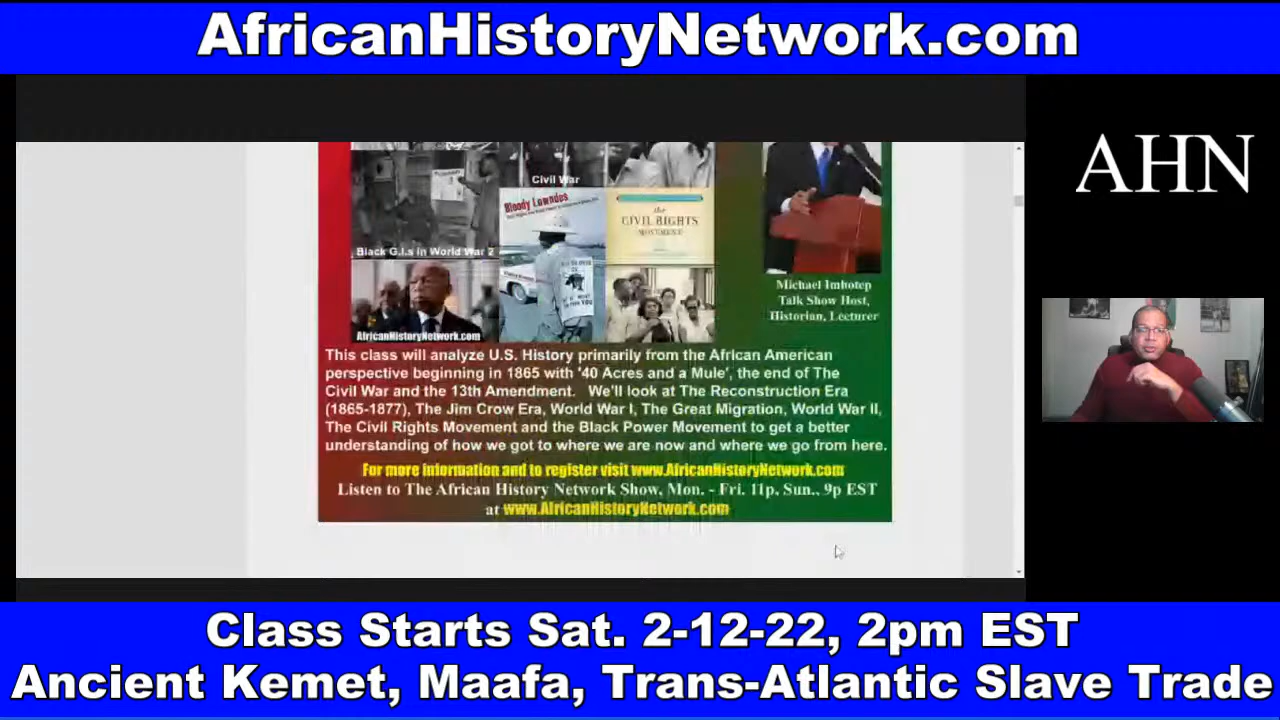 AfricanHistoryNetwork.com
AHN
Civil War
Bloody Lowndes
the
CIVIL RIGHTS
MOVEMENT
Black G.I.s in World War 2
AfricanHistoryNetwork.com
Michael Imhotep
Talk Show Host,
Historian, Lecturer
This class will analyze U.S. History primarily from the African American
perspective beginning in 1865 with '40 Acres and a Mule', the end of The
Civil War and the 13th Amendment. We'll look at The Reconstruction Era
(1865-1877), The Jim Crow Era, World War I, The Great Migration, World War II,
The Civil Rights Movement and the Black Power Movement to get a better
understanding of how we got to where we are now and where we go from here.
For more information and to register visit www.AfricanHistoryNetwork.com
Listen to The African History Network Show, Mon. - Fri. 11p, Sun., 9p EST
at www.AfricanHistoryNetwork.com
Class Starts Sat. 2-12-22, 2pm EST
Ancient Kemet, Maafa, Trans-Atlantic Slave Trade